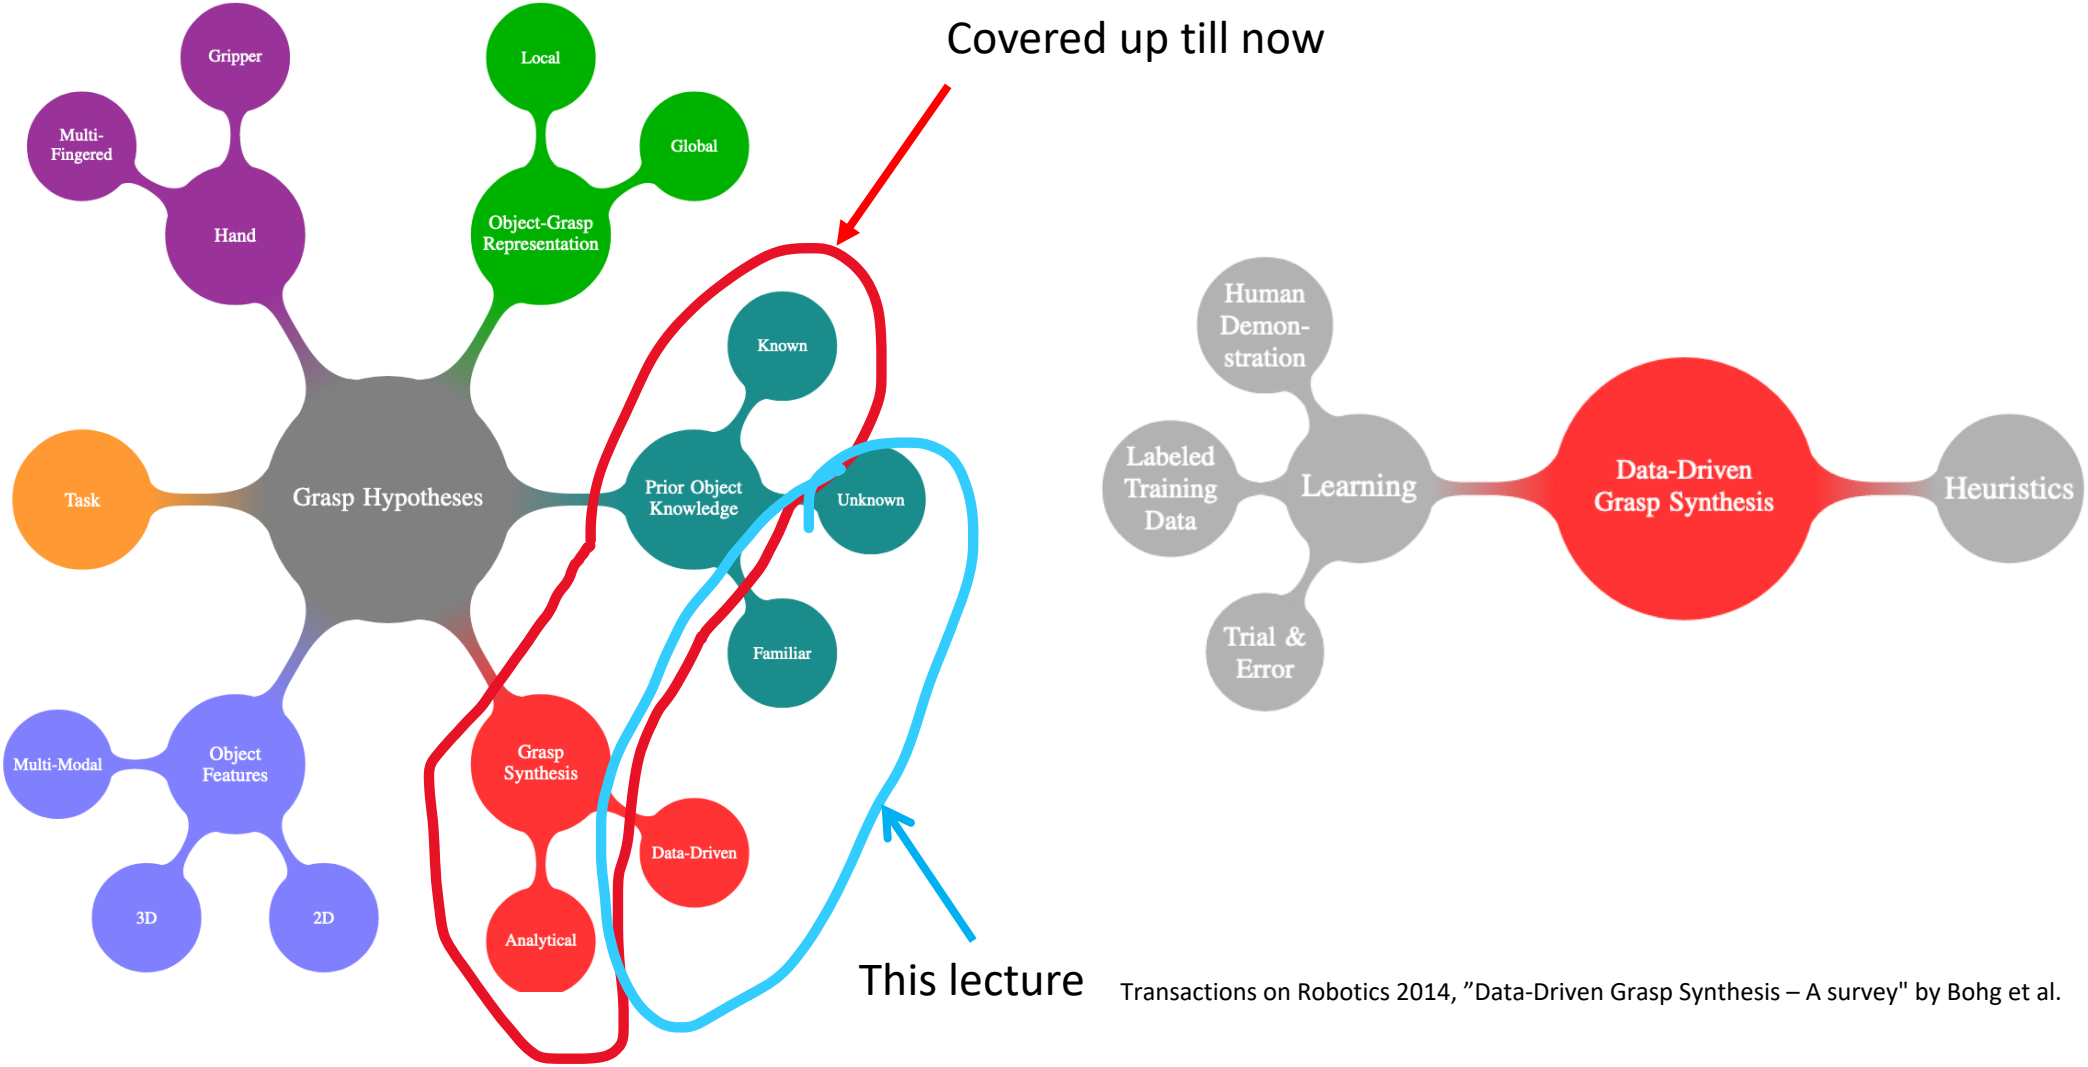 Covered up till now
Gripper
Local
Multi-
Fingered
Global
Hand
Object-Grasp
Representation
Known
Task
Grasp Hypotheses
Prior Object
Knowledge
Unknown
Familiar
Multi-Modal
Object
Features
Grasp
Synthesis
Data-Driven
3D
2D
Analytical
Human
Demon-
stration
Labeled
Training
Data
Learning
Data-Driven
Grasp Synthesis
Heuristics
Trial &
Error
This lecture
Transactions on Robotics 2014, ”Data-Driven Grasp Synthesis – A survey" by Bohg et al.